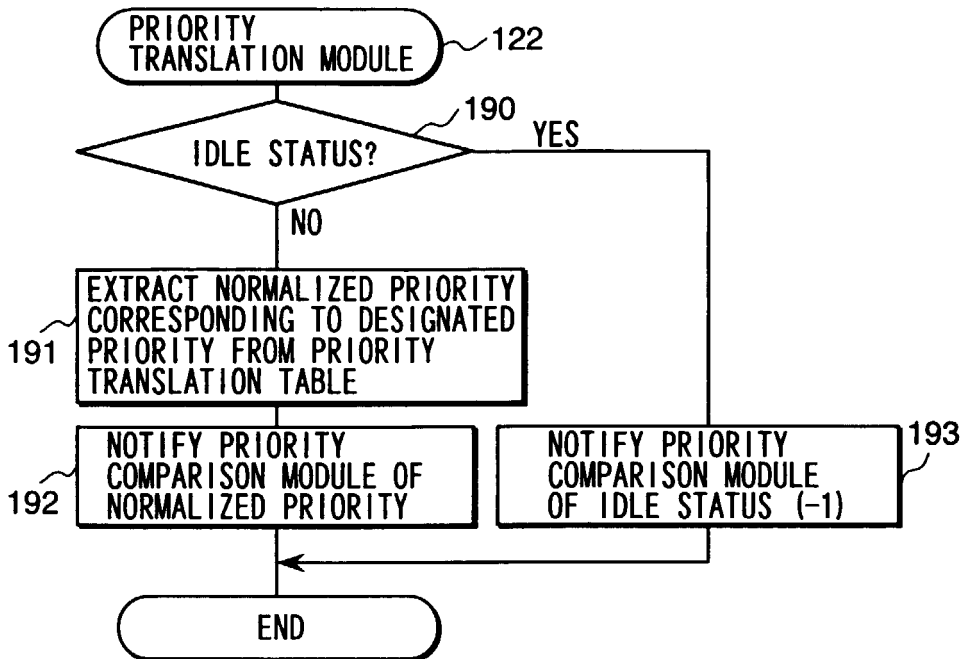 PRIORITY
TRANSLATION MODULE
122
190
IDLE STATUS?
YES
NO
EXTRACT NORMALIZED PRIORITY
CORRESPONDING TO DESIGNATED
PRIORITY FROM PRIORITY
TRANSLATION TABLE
191
NOTIFY PRIORITY
COMPARISON MODULE OF
NORMALIZED PRIORITY
192
NOTIFY PRIORITY
COMPARISON MODULE
OF IDLE STATUS (-1)
193
END